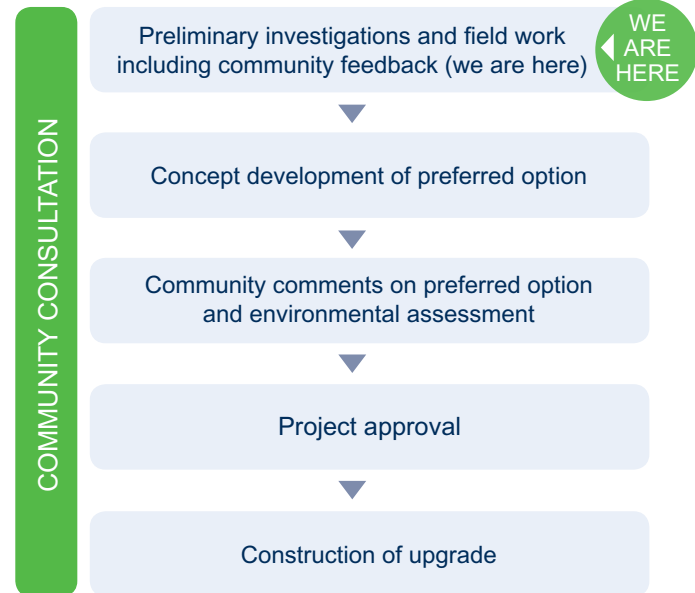 COMMUNITY CONSULTATION
Preliminary investigations and field work
including community feedback (we are here)
WE
ARE
HERE
Concept development of preferred option
Community comments on preferred option
and environmental assessment
Project approval
Construction of upgrade